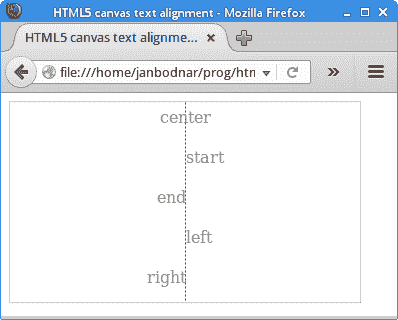 HTML5 canvas text alignment - Mozilla Firefox
HTML5 canvas text alignme...
file:///home/janbodnar/prog/htn
center
start
end
left
right